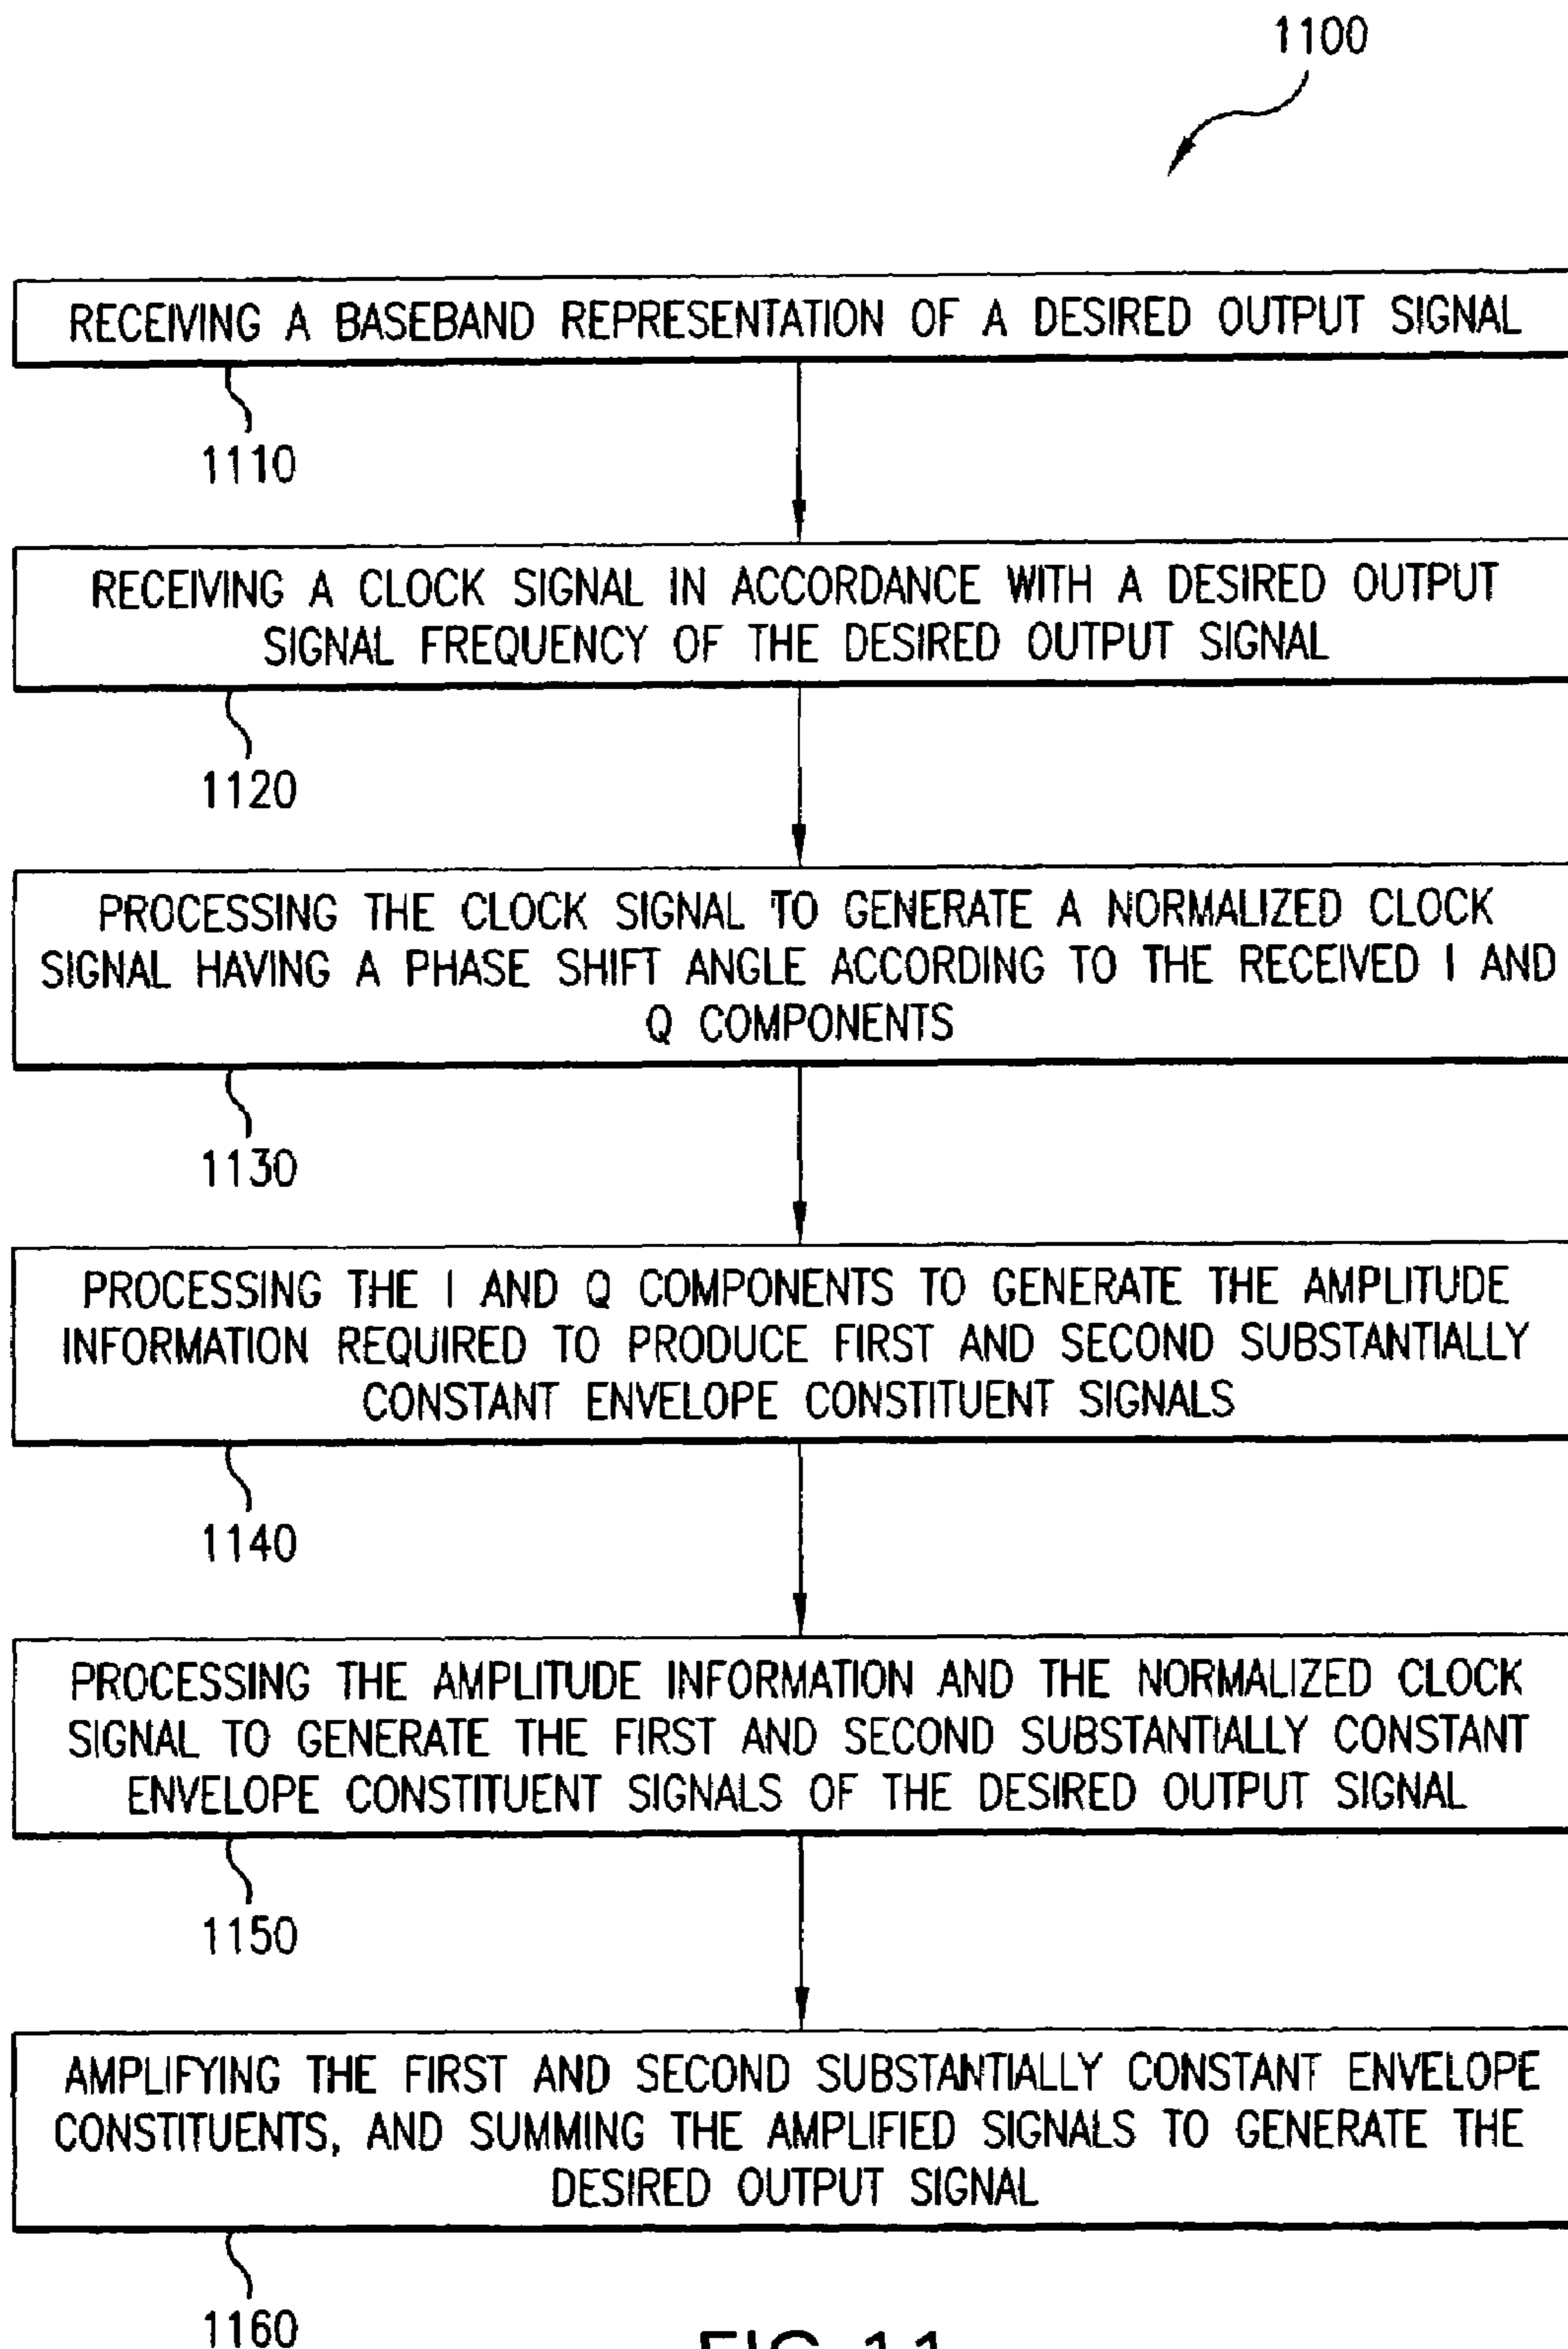 1100
RECEIVING A BASEBAND REPRESENTATION OF A DESIRED OUTPUT SIGNAL
1110
RECEIVING A CLOCK SIGNAL IN ACCORDANCE WITH A DESIRED OUTPUT
SIGNAL FREQUENCY OF THE DESIRED OUTPUT SIGNAL
1120
PROCESSING THE CLOCK SIGNAL TO GENERATE A NORMALIZED CLOCK
SIGNAL HAVING A PHASE SHIFT ANGLE ACCORDING TO THE RECEIVED I AND
Q COMPONENTS
1130
PROCESSING THE I AND Q COMPONENTS TO GENERATE THE AMPLITUDE
INFORMATION REQUIRED TO PRODUCE FIRST AND SECOND SUBSTANTIALLY
CONSTANT ENVELOPE CONSTITUENT SIGNALS
1140
PROCESSING THE AMPLITUDE INFORMATION AND THE NORMALIZED CLOCK
SIGNAL TO GENERATE THE FIRST AND SECOND SUBSTANTIALLY CONSTANT
ENVELOPE CONSTITUENT SIGNALS OF THE DESIRED OUTPUT SIGNAL
1150
AMPLIFYING THE FIRST AND SECOND SUBSTANTIALLY CONSTANT ENVELOPE
CONSTITUENTS, AND SUMMING THE AMPLIFIED SIGNALS TO GENERATE THE
DESIRED OUTPUT SIGNAL
1160
FIG. 11